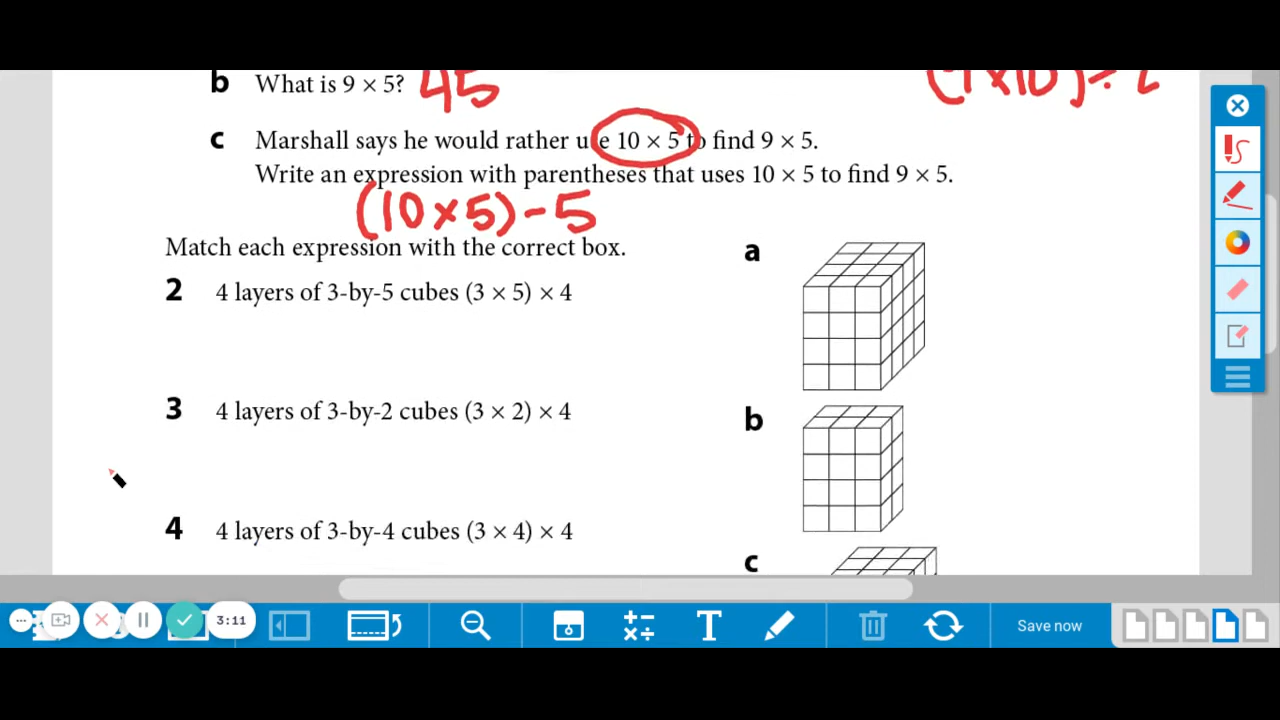 b What is 9 × 5? 45
c Marshall says he would rather use 10 × 5 to find 9 × 5.
Write an expression with parentheses that uses 10 × 5 to find 9 × 5.
(10×5)-5
Match each expression with the correct box.
a
2 4 layers of 3-by-5 cubes (3 × 5) × 4
3 4 layers of 3-by-2 cubes (3 × 2) × 4
b
4 4 layers of 3-by-4 cubes (3 × 4) × 4
c
3:11
T
Save now